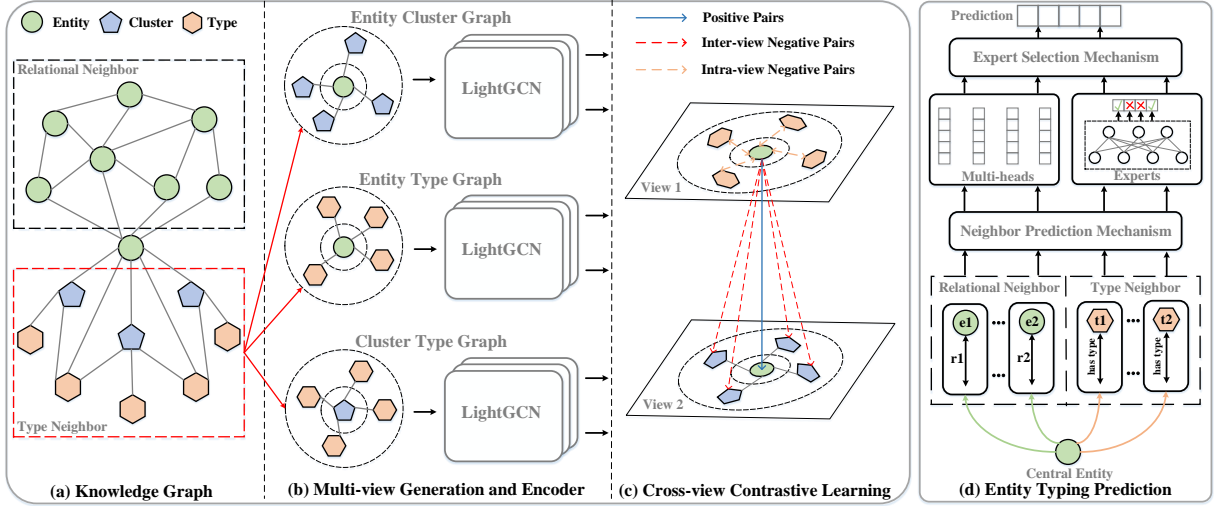 Entity Cluster Type
Relational Neighbor
Type Neighbor
(a) Knowledge Graph
Entity Cluster Graph
LightGCN
Entity Type Graph
LightGCN
Cluster Type Graph
LightGCN
(b) Multi-view Generation and Encoder
Positive Pairs
Inter-view Negative Pairs
Intra-view Negative Pairs
View 1
View 2
(c) Cross-view Contrastive Learning
Prediction
Expert Selection Mechanism
Multi-heads
Experts
Neighbor Prediction Mechanism
Relational Neighbor
Type Neighbor
e1 ... e2 t1 ... t2
r1 r2 has type has type
... ...
Central Entity
(d) Entity Typing Prediction